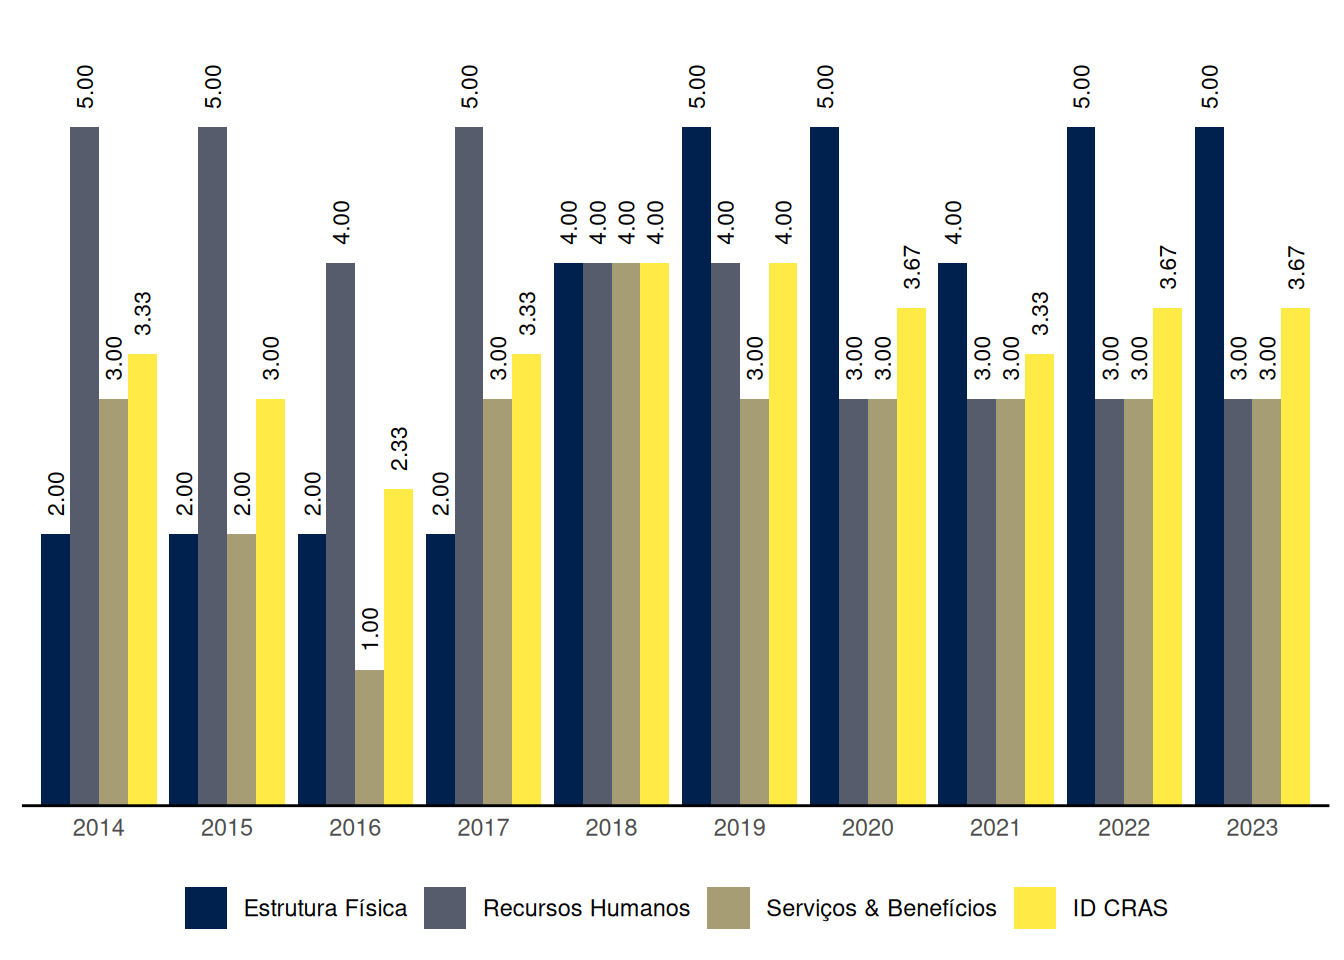 5.00 5.00 5.00 5.00 5.00 5.00 5.00
4.00 4.00 4.00 4.00 4.00 4.00 4.00 4.00
3.67 3.67 3.67
3.33 3.33 3.33
3.00 3.00 3.00 3.00 3.00 3.00 3.00 3.00 3.00 3.00 3.00 3.00
2.33
2.00 2.00 2.00 2.00 2.00
1.00
2014 2015 2016 2017 2018 2019 2020 2021 2022 2023
Estrutura Física Recursos Humanos Serviços & Benefícios ID CRAS